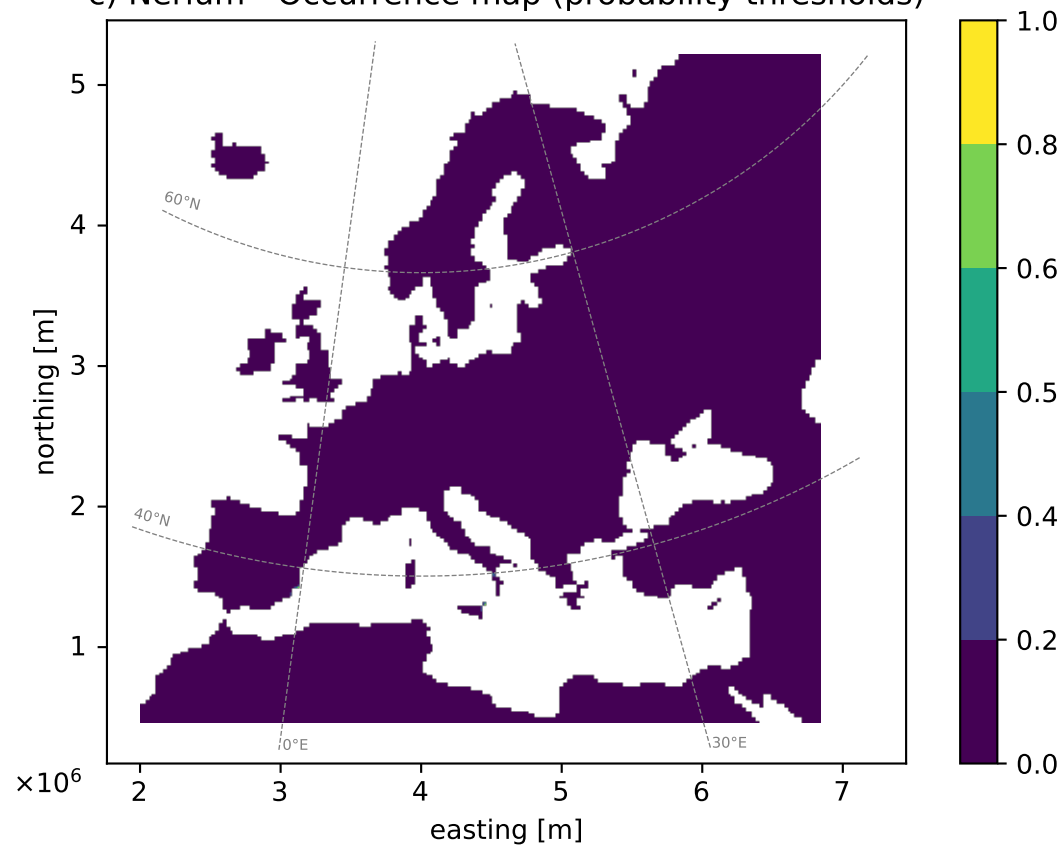 c) Nerium - Occurrence map (probability thresholds)
60°N
40°N
0°E
30°E
5
4
3
2
1
northing [m]
×10⁶
2
3
4
5
6
7
easting [m]
1.0
0.8
0.6
0.5
0.4
0.2
0.0